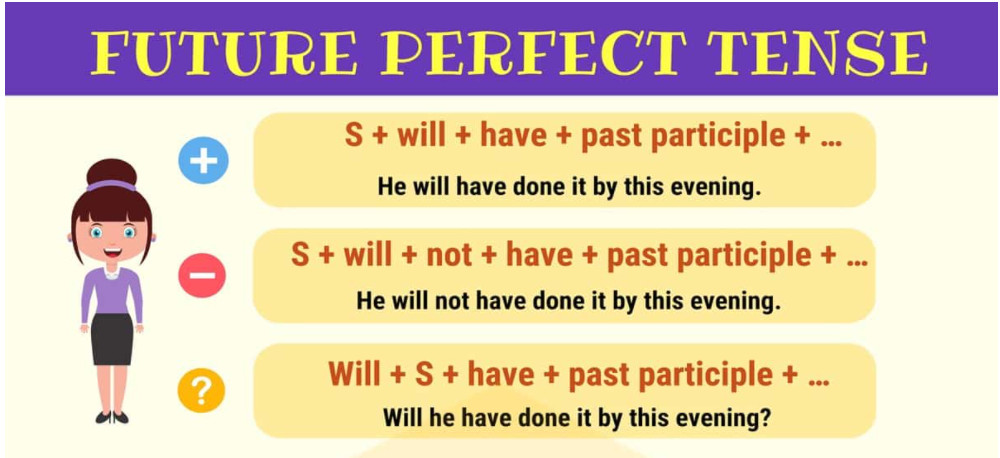 FUTURE PERFECT TENSE
S + will + have + past participle + ...
He will have done it by this evening.
S + will + not + have + past participle + ...
He will not have done it by this evening.
Will + S + have + past participle + ...
Will he have done it by this evening?